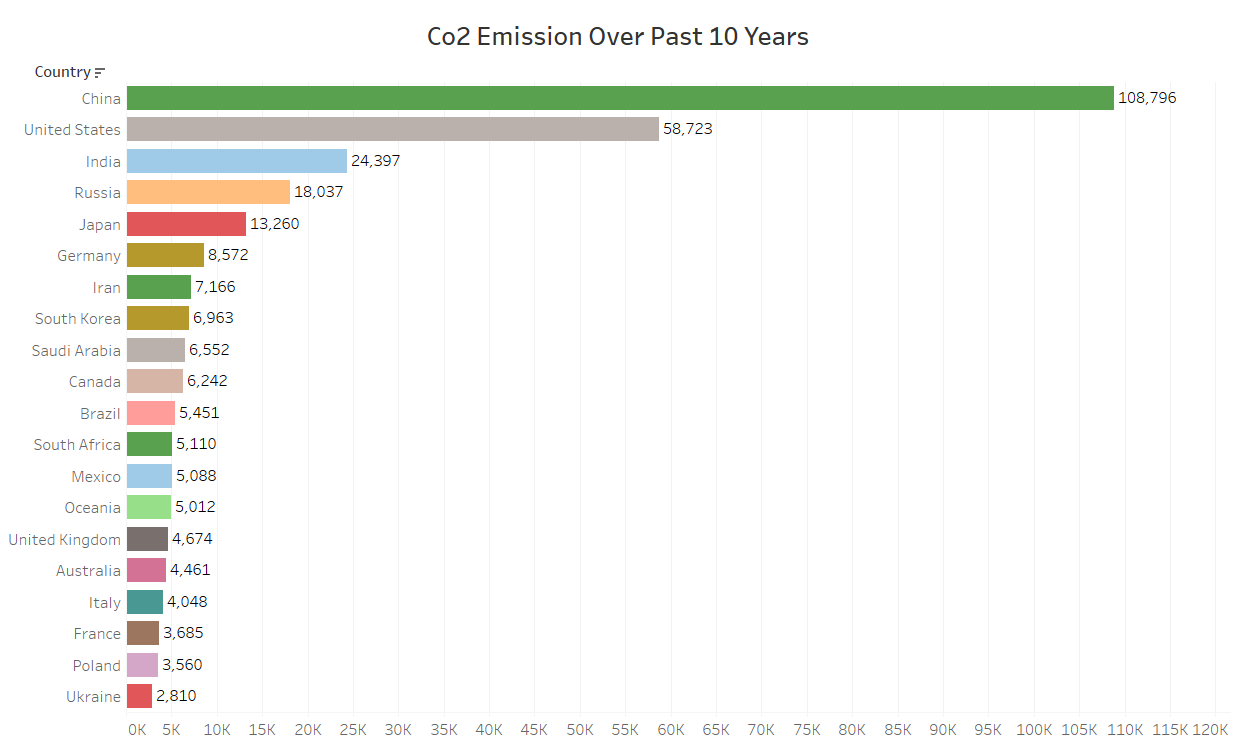 Co2 Emission Over Past 10 Years
Country
China 108,796
United States 58,723
India 24,397
Russia 18,037
Japan 13,260
Germany 8,572
Iran 7,166
South Korea 6,963
Saudi Arabia 6,552
Canada 6,242
Brazil 5,451
South Africa 5,110
Mexico 5,088
Oceania 5,012
United Kingdom 4,674
Australia 4,461
Italy 4,048
France 3,685
Poland 3,560
Ukraine 2,810
0K 5K 10K 15K 20K 25K 30K 35K 40K 45K 50K 55K 60K 65K 70K 75K 80K 85K 90K 95K 100K 105K 110K 115K 120K